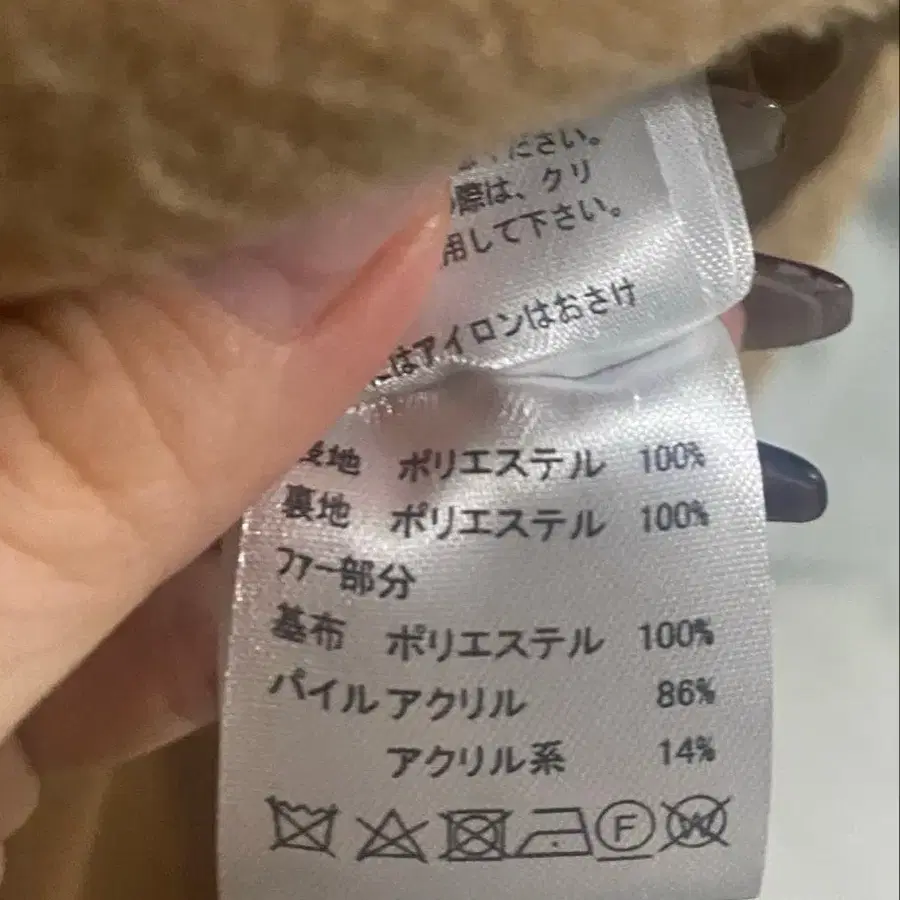 ださい。
際は、クリ
用して下さい。
にはアイロンはおさけ
表地 ポリエステル 100%
裏地 ポリエステル 100%
ファー部分
基布 ポリエステル 100%
パイル アクリル 86%
アクリル系 14%
F W